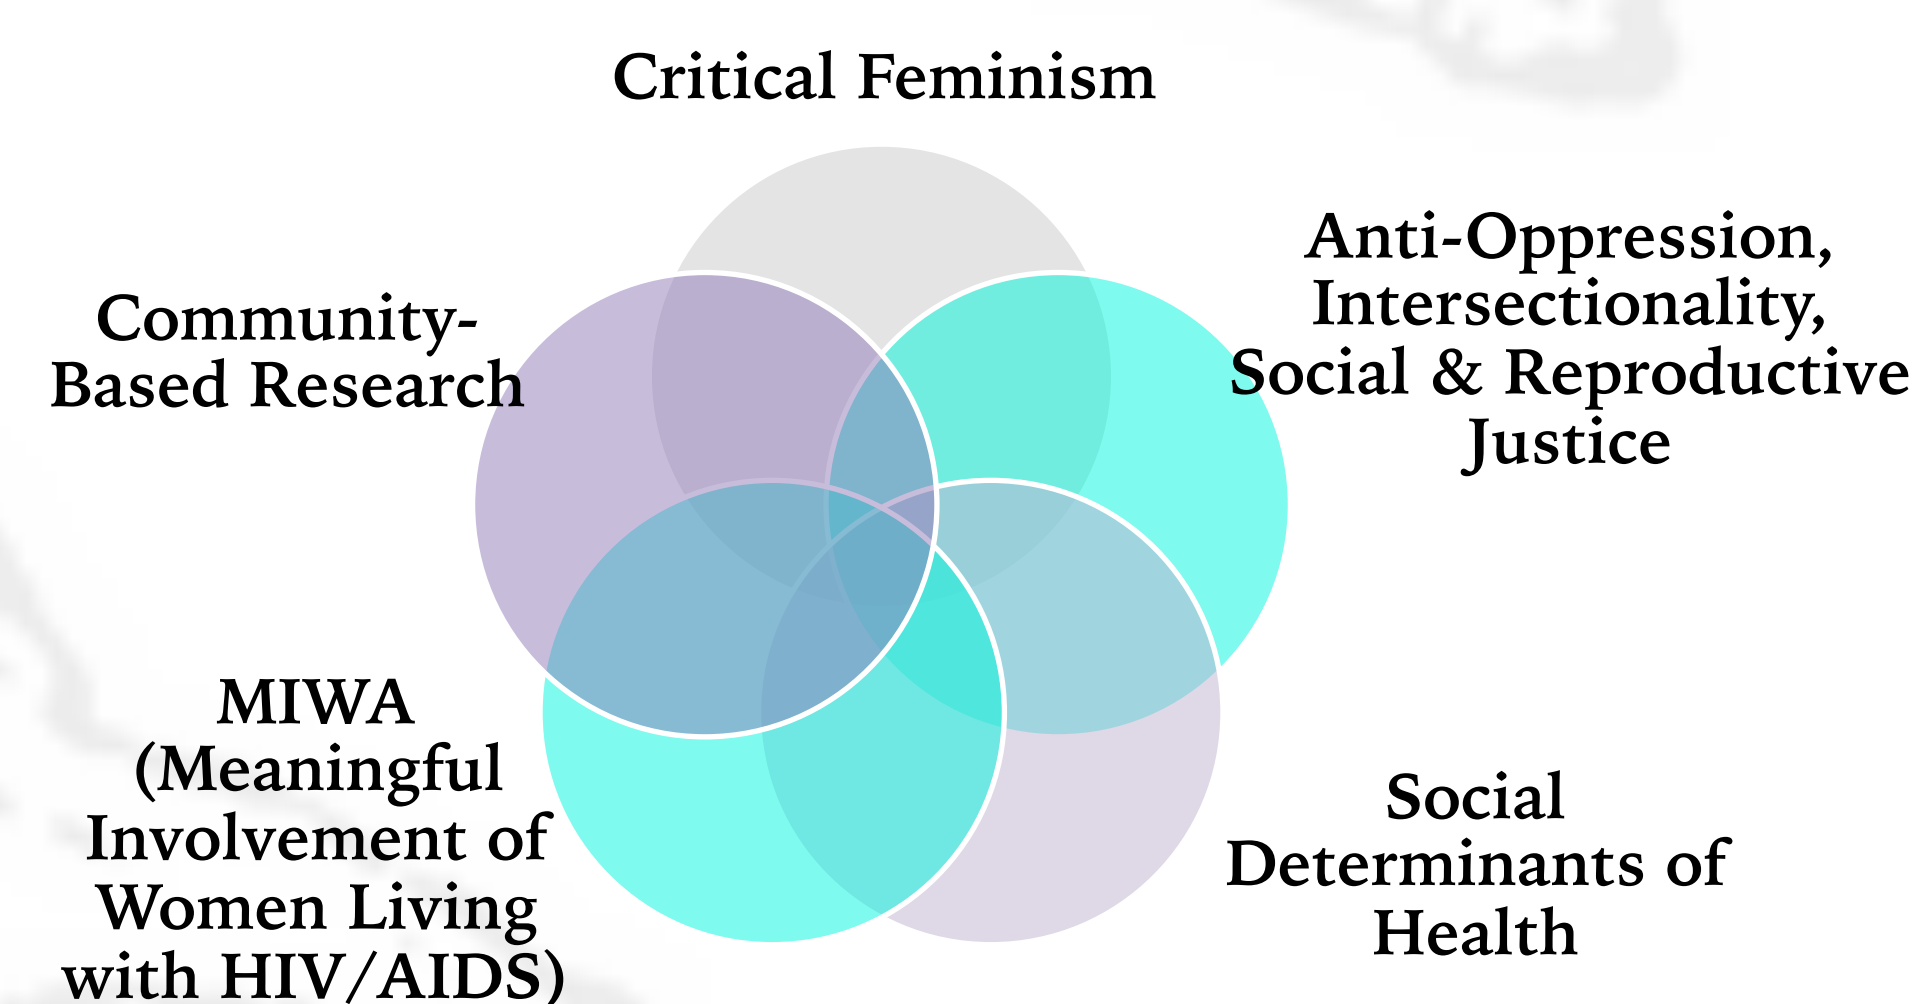 Critical Feminism
Anti-Oppression,
Intersectionality,
Social & Reproductive
Justice
Community-
Based Research
MIWA
(Meaningful
Involvement of
Women Living
with HIV/AIDS)
Social
Determinants of
Health